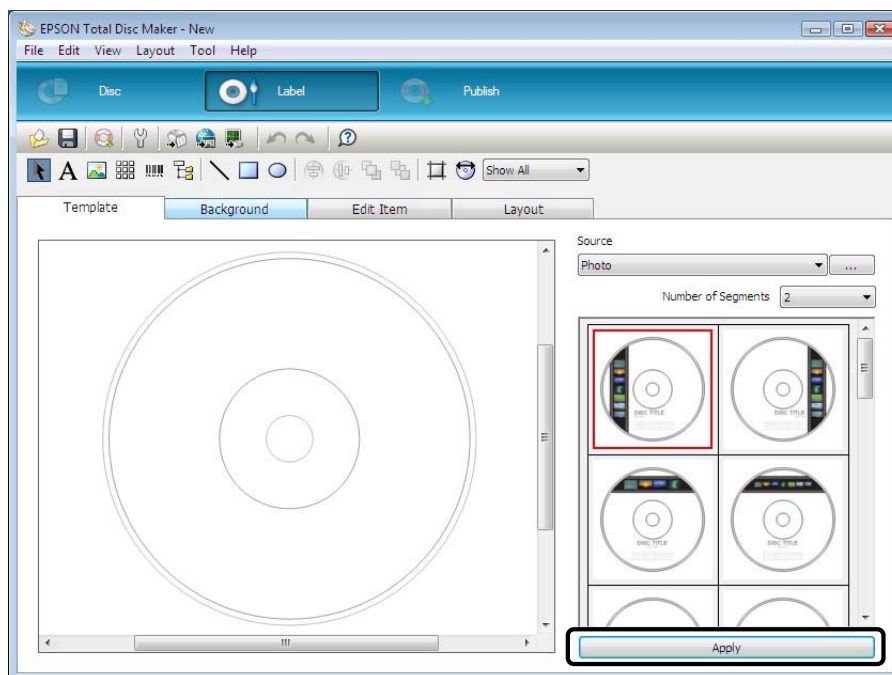 EPSON Total Disc Maker - New
File Edit View Layout Tool Help
Disc Label Publish
A Show All
Template Background Edit Item Layout
Source
Photo ...
Number of Segments 2
DISC TITLE DISC TITLE
DISC TITLE DISC TITLE
Apply